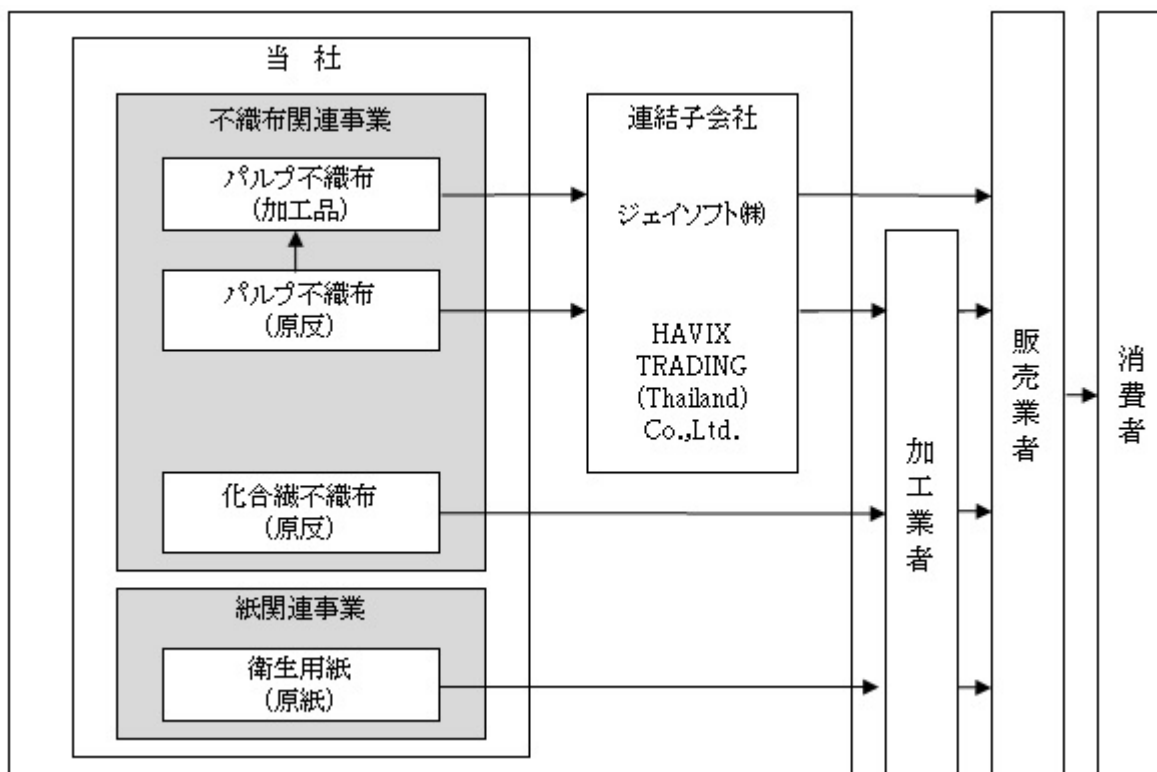 当 社
不織布関連事業
パルプ不織布
(加工品)
パルプ不織布
(原反)
化合繊不織布
(原反)
紙関連事業
衛生用紙
(原紙)
連結子会社
ジェイソフト㈱
HAVIX
TRADING
(Thailand)
Co.,Ltd.
加工業者
販売業者
消費者